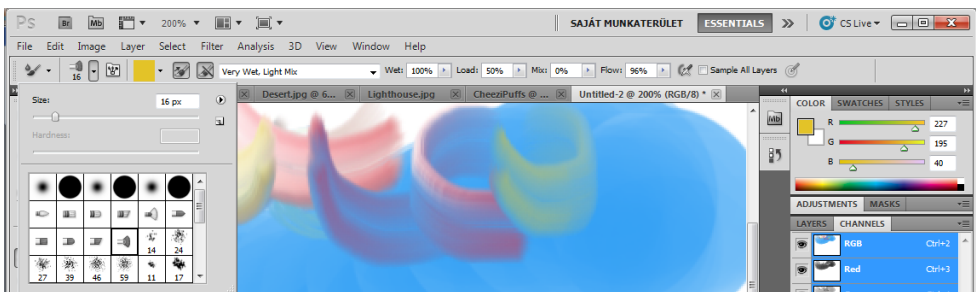 Ps Br Mb 200% SAJÁT MUNKATERÜLET ESSENTIALS CS Live
File Edit Image Layer Select Filter Analysis 3D View Window Help
16 Very Wet, Light Mix Wet: 100% Load: 50% Mix: 0% Flow: 96% Sample All Layers
Desert.jpg @ 6... Lighthouse.jpg CheeziPuffs @ ... Untitled-2 @ 200% (RGB/8) *
Size: 16 px
Hardness:
14 24
27 39 46 59 11 17
Mb
COLOR SWATCHES STYLES
R 227
G 195
B 40
ADJUSTMENTS MASKS
LAYERS CHANNELS
RGB Ctrl+2
Red Ctrl+3